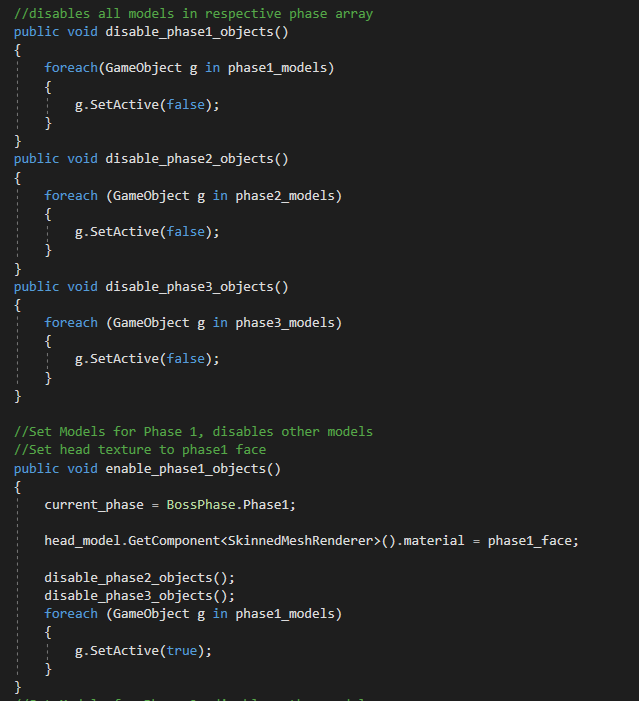 //disables all models in respective phase array
public void disable_phase1_objects()
{
foreach(GameObject g in phase1_models)
{
g.SetActive(false);
}
}
public void disable_phase2_objects()
{
foreach (GameObject g in phase2_models)
{
g.SetActive(false);
}
}
public void disable_phase3_objects()
{
foreach (GameObject g in phase3_models)
{
g.SetActive(false);
}
}
//Set Models for Phase 1, disables other models
//Set head texture to phase1 face
public void enable_phase1_objects()
{
current_phase = BossPhase.Phase1;
head_model.GetComponent<SkinnedMeshRenderer>().material = phase1_face;
disable_phase2_objects();
disable_phase3_objects();
foreach (GameObject g in phase1_models)
{
g.SetActive(true);
}
}